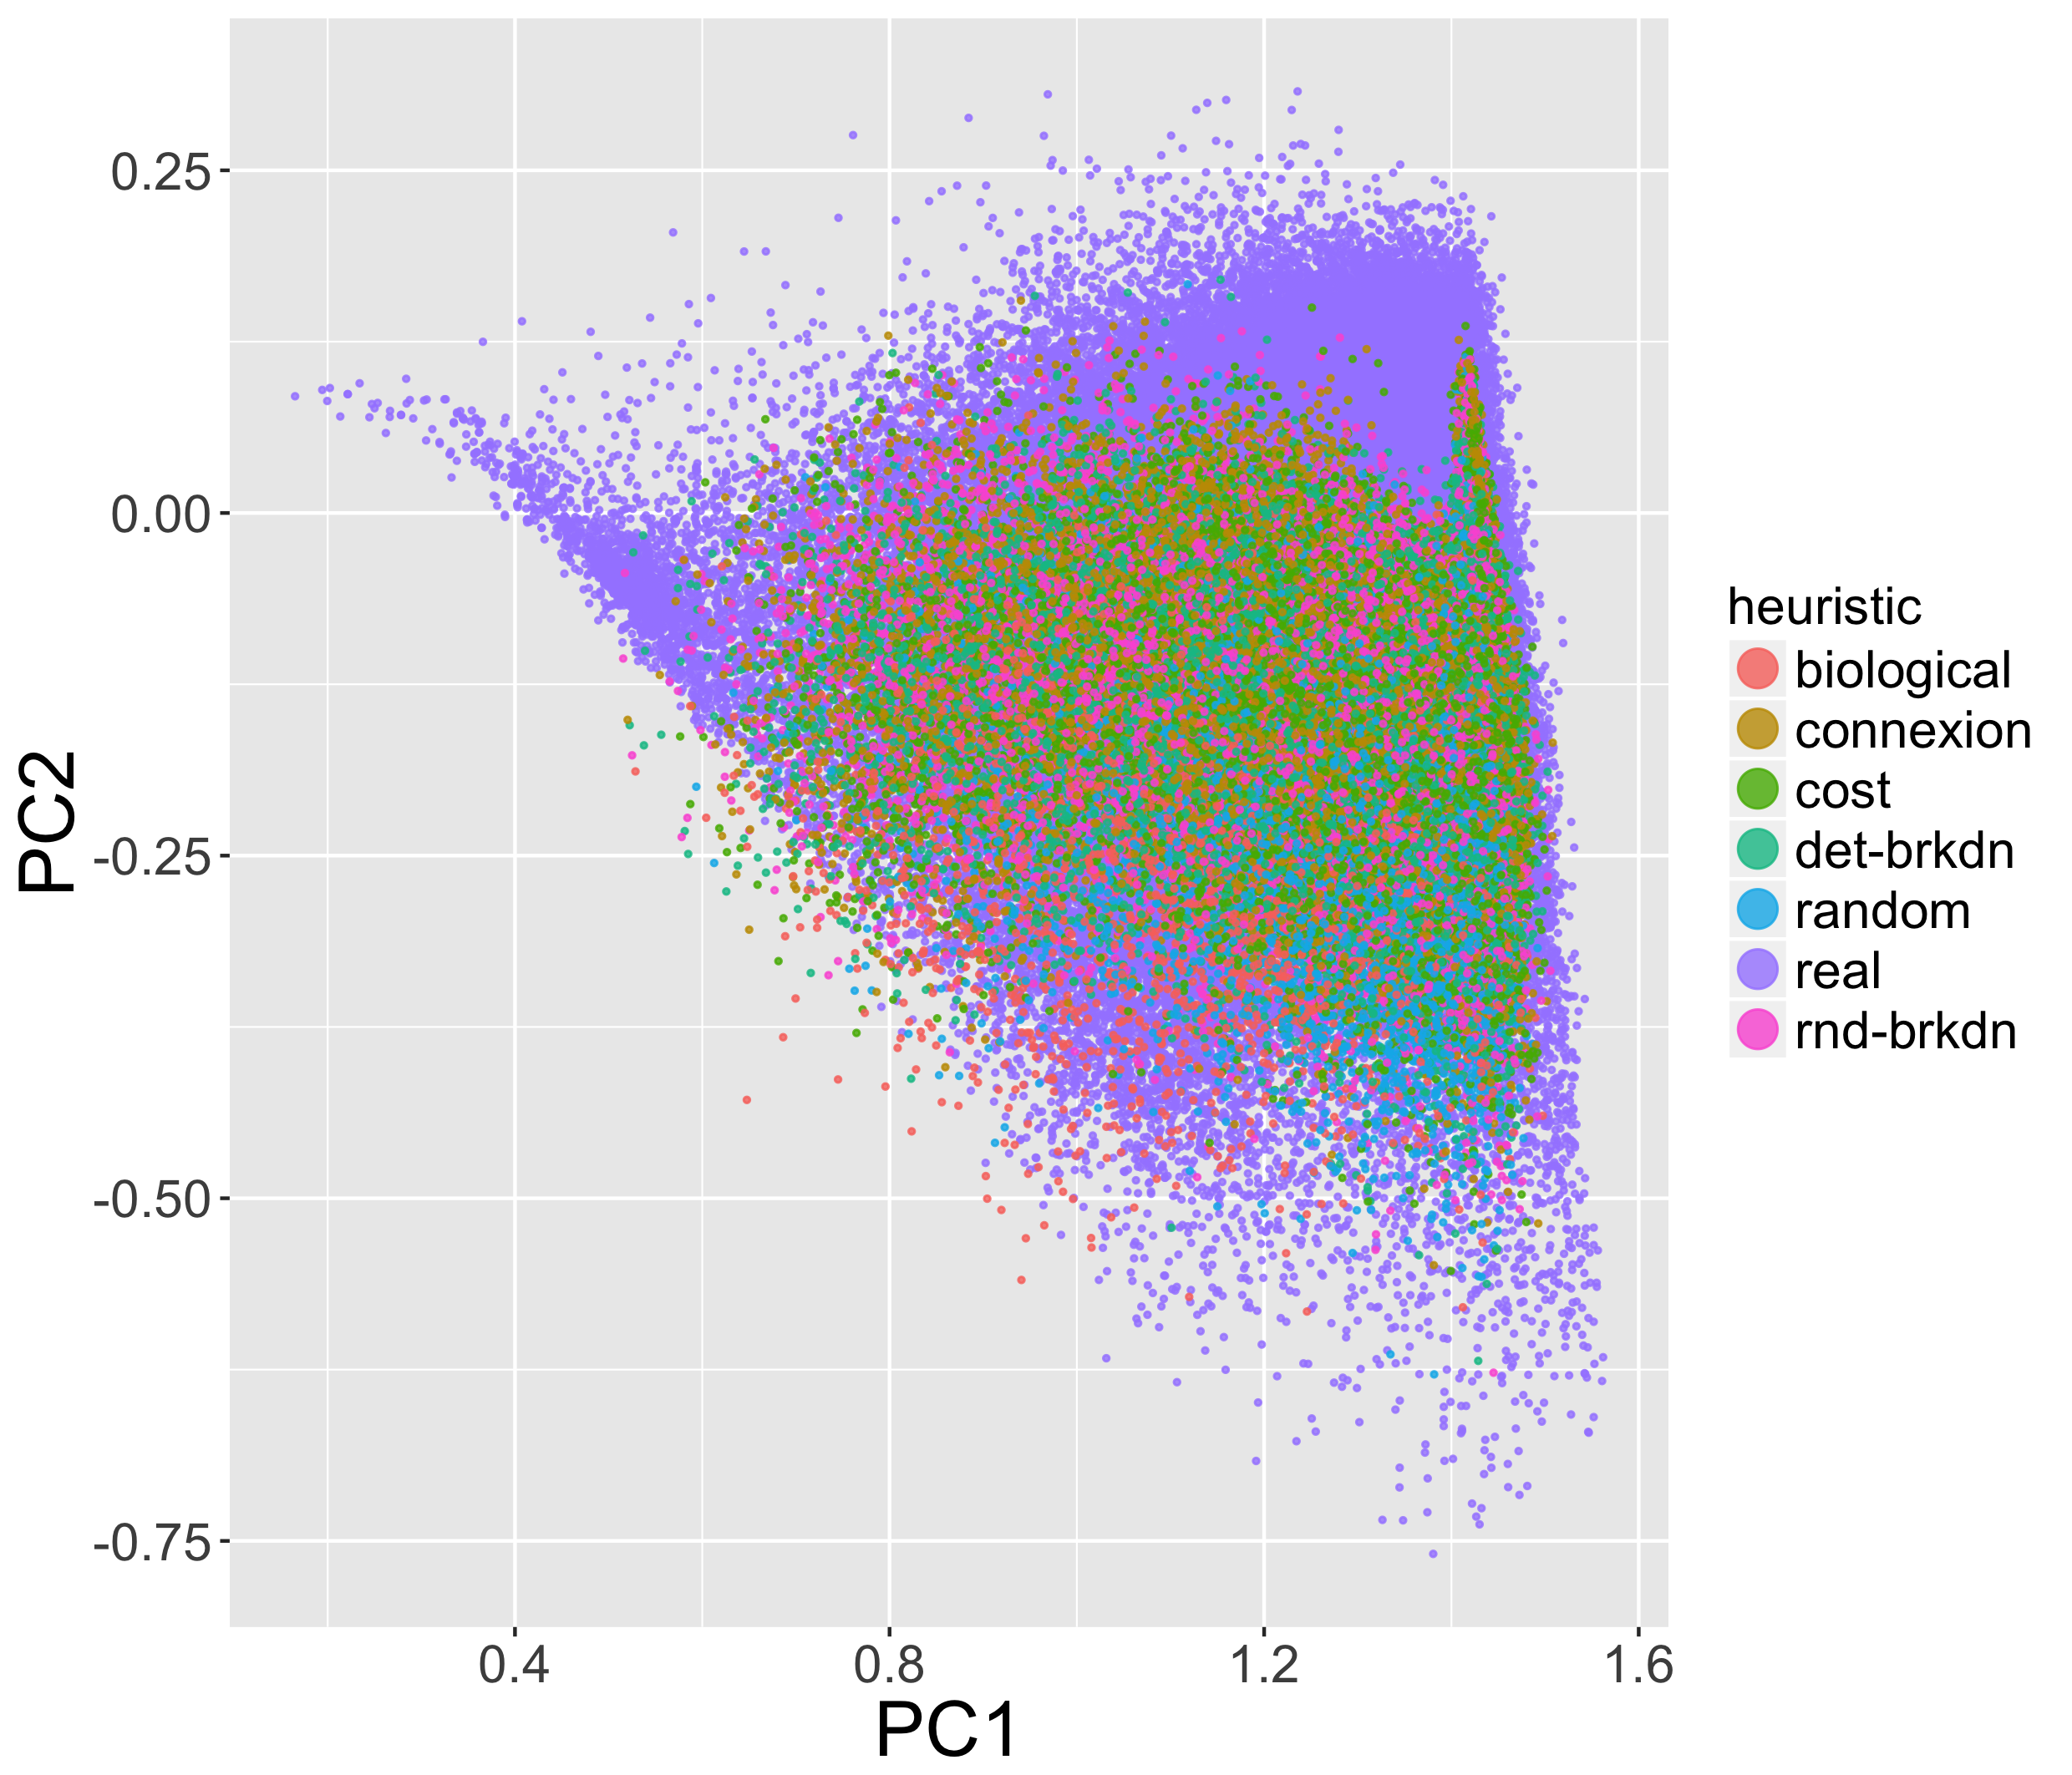 PC2
0.25
0.00
-0.25
-0.50
-0.75
0.4 0.8 1.2 1.6
PC1
heuristic
biological
connexion
cost
det-brkdn
random
real
rnd-brkdn